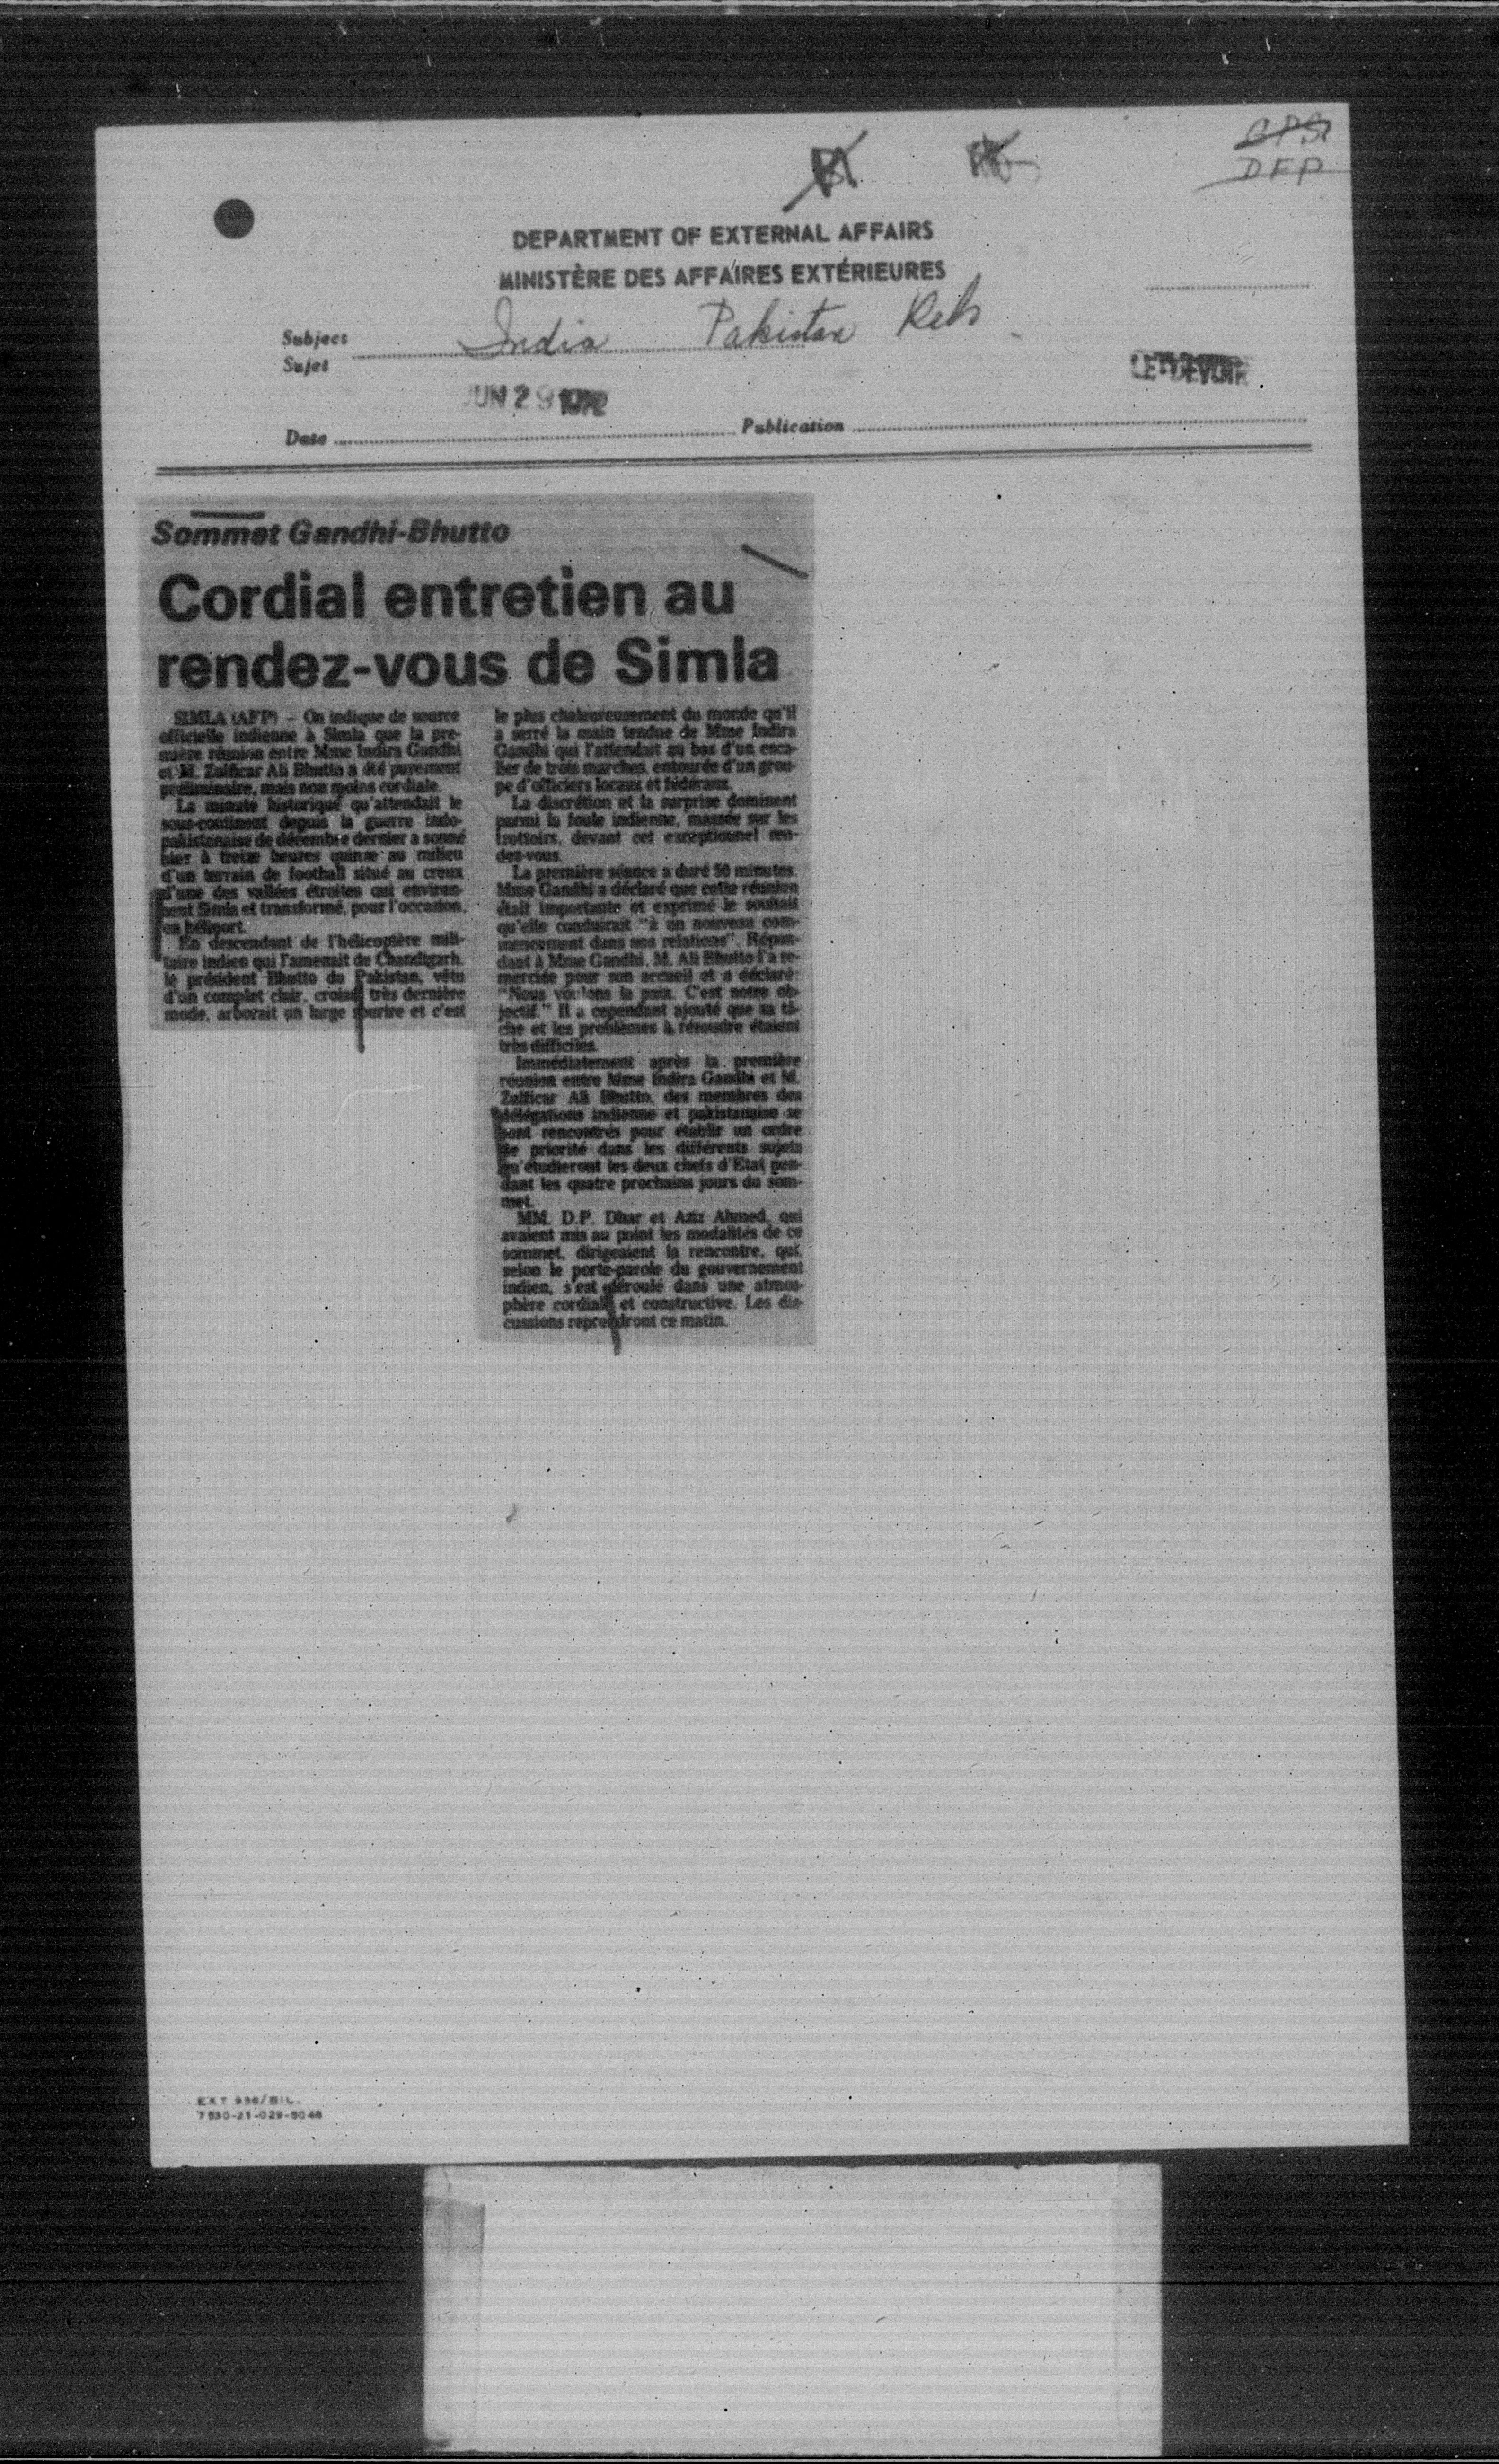 GPS
DFP
DEPARTMENT OF EXTERNAL AFFAIRS
MINISTÈRE DES AFFAIRES EXTÉRIEURES
Subject
Sujet
India Pakistan Rels
LE DEVOIR
JUN 29 1972
Date
Publication
Sommet Gandhi-Bhutto
Cordial entretien au
rendez-vous de Simla
SIMLA (AFP) – On indique de source
officielle indienne à Simla que la pre-
mière réunion entre Mme Indira Gandhi
et M. Zulficar Ali Bhutto a été purement
préliminaire, mais non moins cordiale.
La minute historique qu'attendait le
sous-continent depuis la guerre indo-
pakistanaise de décembre dernier a sonné
hier à treize heures quinze au milieu
d'un terrain de football situé au creux
d'une des vallées étroites qui environ-
nent Simla et transformé, pour l'occasion,
en héliport.
En descendant de l'hélicoptère mili-
taire indien qui l'amenait de Chandigarh,
le président Bhutto du Pakistan, vêtu
d'un complet clair, croisé très dernière
mode, arborait un large sourire et c'est
le plus chaleureusement du monde qu'il
a serré la main tendue de Mme Indira
Gandhi qui l'attendait au bas d'un esca-
lier de trois marches, entourée d'un grou-
pe d'officiers locaux et fédéraux.
La discrétion et la surprise dominent
parmi la foule indienne, massée sur les
trottoirs, devant cet exceptionnel ren-
dez-vous.
La première séance a duré 50 minutes.
Mme Gandhi a déclaré que cette réunion
était importante et exprimé le souhait
qu'elle conduirait "à un nouveau com-
mencement dans nos relations". Répon-
dant à Mme Gandhi, M. Ali Bhutto l'a re-
merciée pour son accueil et a déclaré:
"Nous voulons la paix. C'est notre ob-
jectif." Il a cependant ajouté que sa tâ-
che et les problèmes à résoudre étaient
très difficiles.
Immédiatement après la première
réunion entre Mme Indira Gandhi et M.
Zulficar Ali Bhutto, des membres des
délégations indienne et pakistanaise se
sont rencontrés pour établir un ordre
de priorité dans les différents sujets
qu'étudieront les deux chefs d'Etat pen-
dant les quatre prochains jours du som-
met.
MM. D.P. Dhar et Aziz Ahmed, qui
avaient mis au point les modalités de ce
sommet, dirigeaient la rencontre, qui,
selon le porte-parole du gouvernement
indien, s'est déroulé dans une atmos-
phère cordiale et constructive. Les dis-
cussions reprendront ce matin.
EXT 936/BIL.
7530-21-029-5046